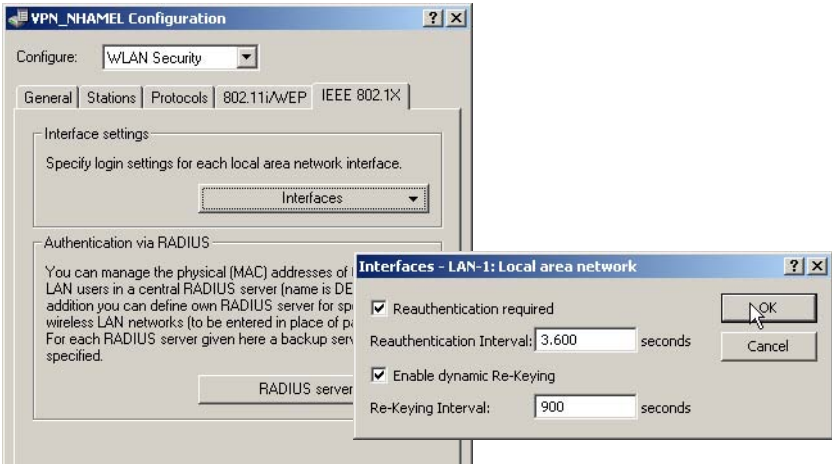 VPN_NHAMEL Configuration
Configure: WLAN Security
General Stations Protocols 802.11i/WEP IEEE 802.1X
Interface settings
Specify login settings for each local area network interface.
Interfaces
Authentication via RADIUS
You can manage the physical (MAC) addresses of
LAN users in a central RADIUS server (name is DE
addition you can define own RADIUS server for
wireless LAN networks (to be entered in place of
For each RADIUS server given here a backup
specified.
RADIUS server
Interfaces - LAN-1: Local area network
Reauthentication required
Reauthentication Interval: 3.600 seconds
Enable dynamic Re-Keying
Re-Keying Interval: 900 seconds
OK
Cancel